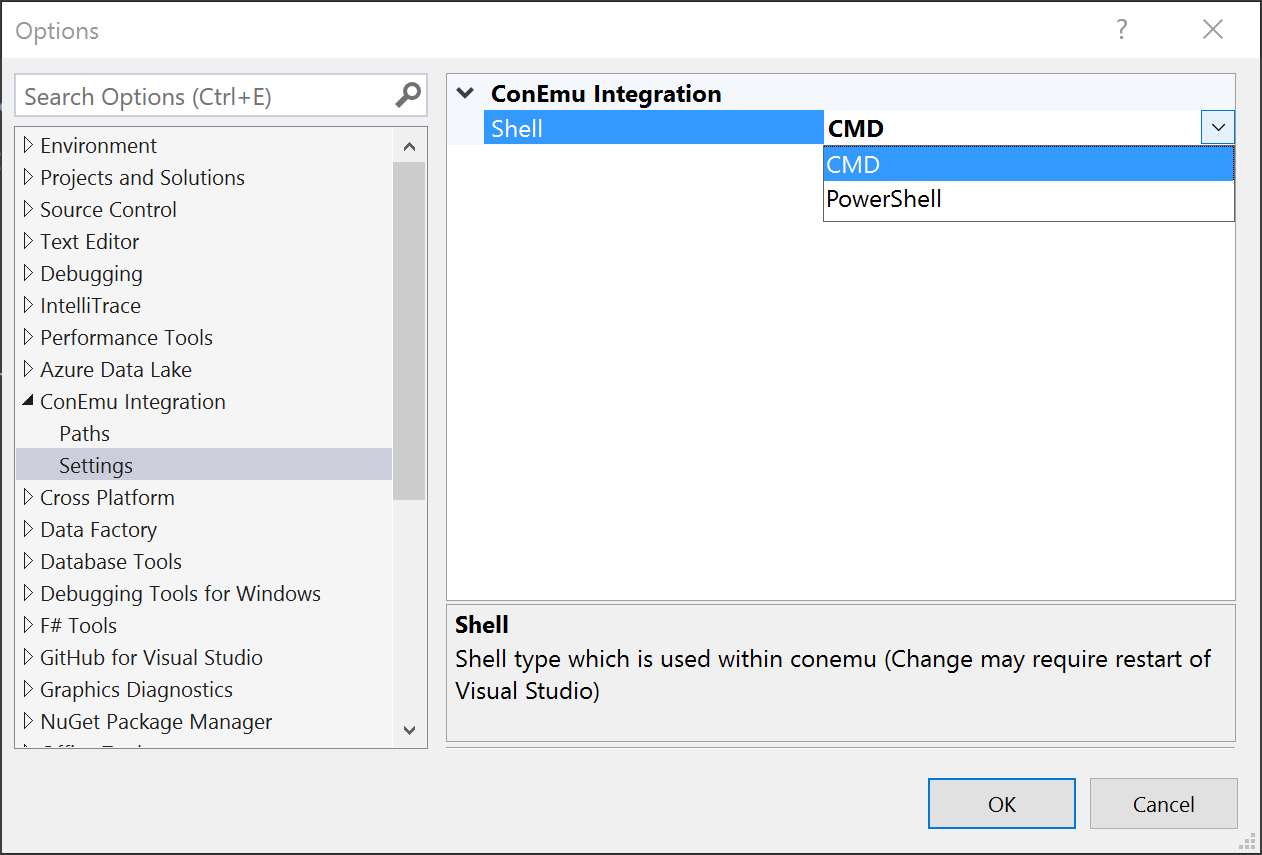 Options
?
Search Options (Ctrl+E)
Environment
Projects and Solutions
Source Control
Text Editor
Debugging
IntelliTrace
Performance Tools
Azure Data Lake
ConEmu Integration
Paths
Settings
Cross Platform
Data Factory
Database Tools
Debugging Tools for Windows
F# Tools
GitHub for Visual Studio
Graphics Diagnostics
NuGet Package Manager
ConEmu Integration
Shell
CMD
CMD
PowerShell
Shell
Shell type which is used within conemu (Change may require restart of
Visual Studio)
OK
Cancel